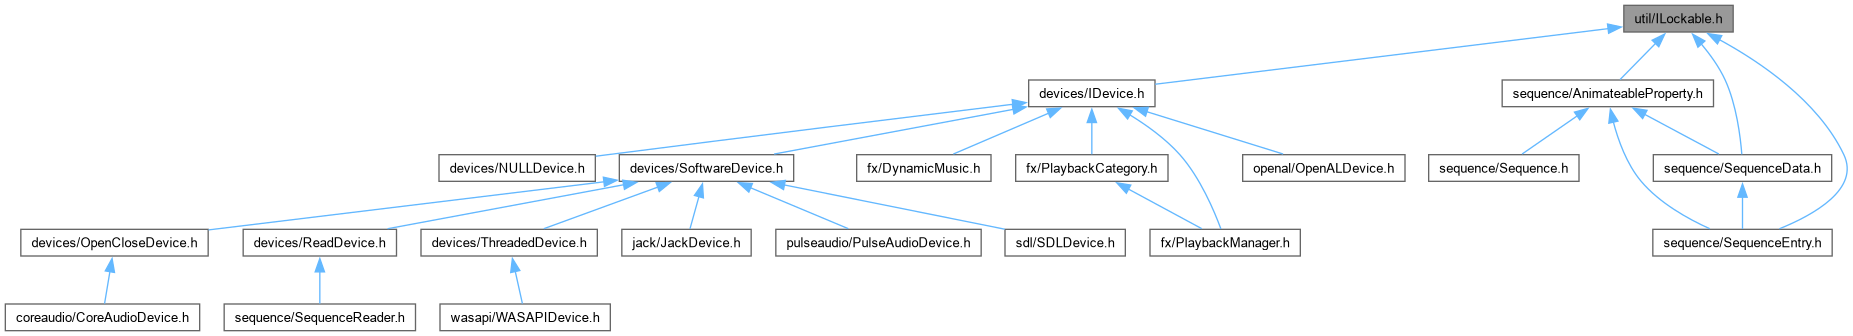 util/ILockable.h
devices/IDevice.h
sequence/AnimateableProperty.h
devices/NULLDevice.h
devices/SoftwareDevice.h
fx/DynamicMusic.h
fx/PlaybackCategory.h
openal/OpenALDevice.h
sequence/Sequence.h
sequence/SequenceData.h
devices/OpenCloseDevice.h
devices/ReadDevice.h
devices/ThreadedDevice.h
jack/JackDevice.h
pulseaudio/PulseAudioDevice.h
sdl/SDLDevice.h
fx/PlaybackManager.h
sequence/SequenceEntry.h
coreaudio/CoreAudioDevice.h
sequence/SequenceReader.h
wasapi/WASAPIDevice.h